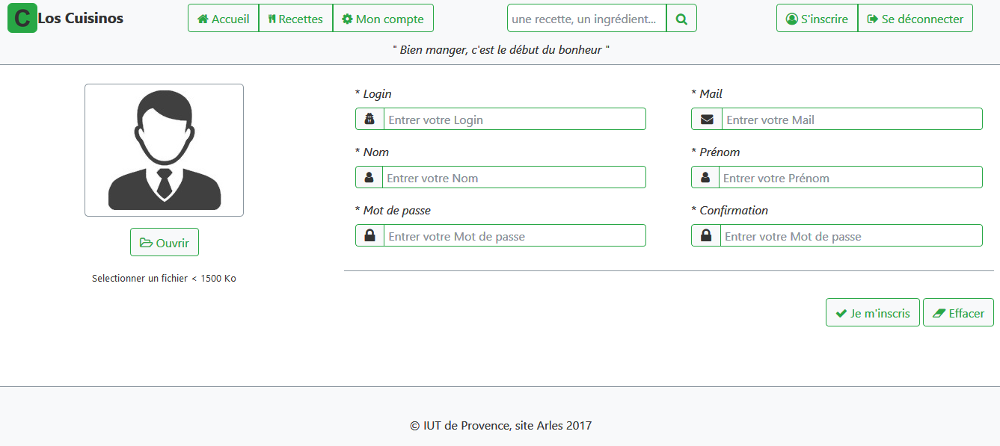 C Los Cuisinos Accueil Recettes Mon compte une recette, un ingrédient... S'inscrire Se déconnecter
" Bien manger, c'est le début du bonheur "
* Login * Mail
Entrer votre Login Entrer votre Mail
* Nom * Prénom
Entrer votre Nom Entrer votre Prénom
* Mot de passe * Confirmation
Entrer votre Mot de passe Entrer votre Mot de passe
Ouvrir
Selectionner un fichier < 1500 Ko
Je m'inscris Effacer
© IUT de Provence, site Arles 2017